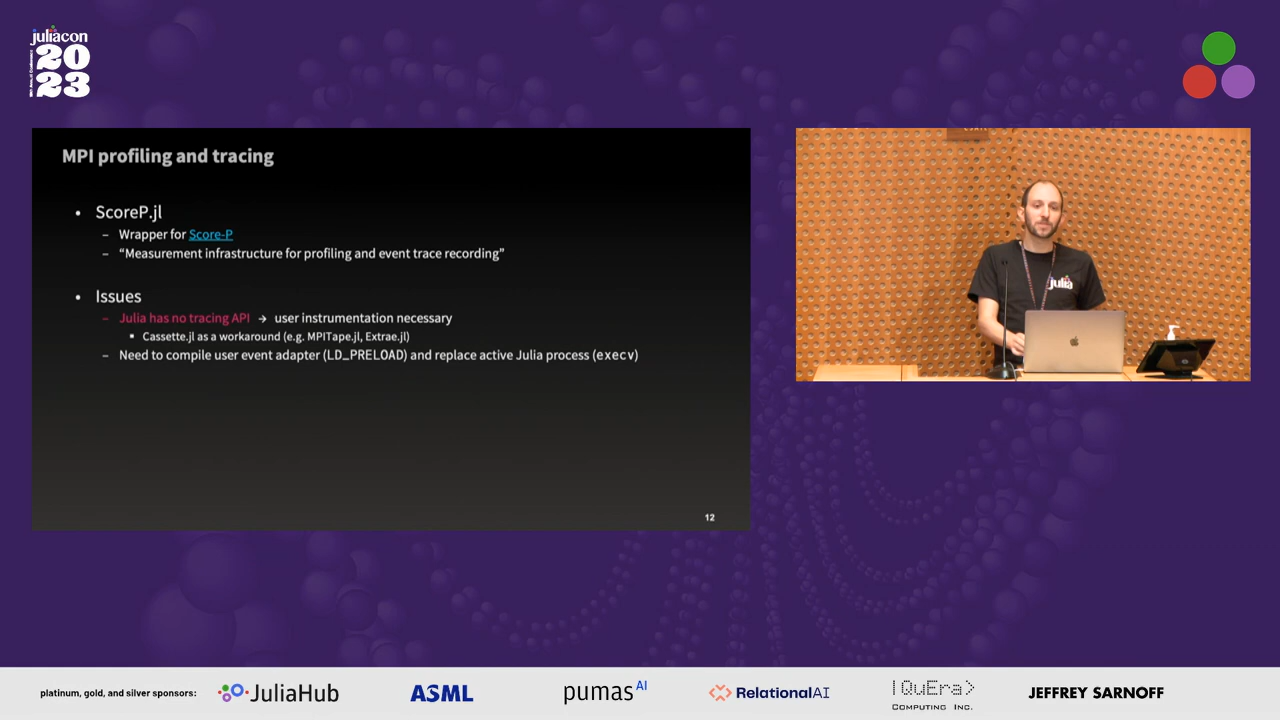 juliacon
20
23
MPI profiling and tracing
• ScoreP.jl
– Wrapper for Score-P
– “Measurement infrastructure for profiling and event trace recording”
• Issues
– Julia has no tracing API → user instrumentation necessary
▪ Cassette.jl as a workaround (e.g. MPITape.jl, Extrae.jl)
– Need to compile user event adapter (LD_PRELOAD) and replace active Julia process (execv)
12
julia
platinum, gold, and silver sponsors:
JuliaHub
ASML
pumas AI
RelationalAI
|QuEra>
COMPUTING INC.
JEFFREY SARNOFF